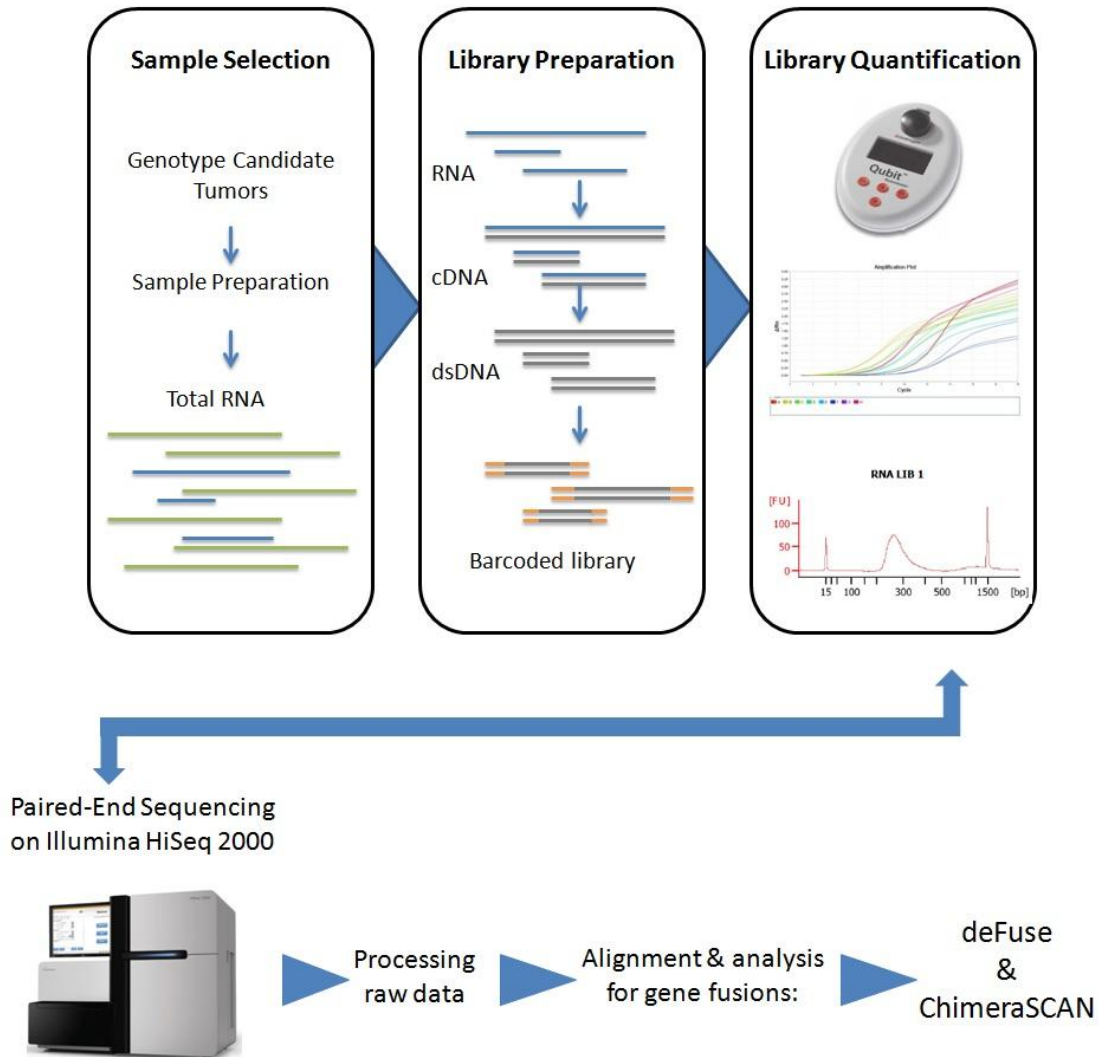 Sample Selection
Genotype Candidate
Tumors
Sample Preparation
Total RNA
Library Preparation
RNA
cDNA
dsDNA
Barcoded library
Library Quantification
Qubit™
Amplification Plot
Cycle
RNA LIB 1
[FU]
100
50
0
15 100 300 500 1500 [bp]
Paired-End Sequencing
on Illumina HiSeq 2000
Processing
raw data
Alignment & analysis
for gene fusions:
deFuse
&
ChimeraSCAN